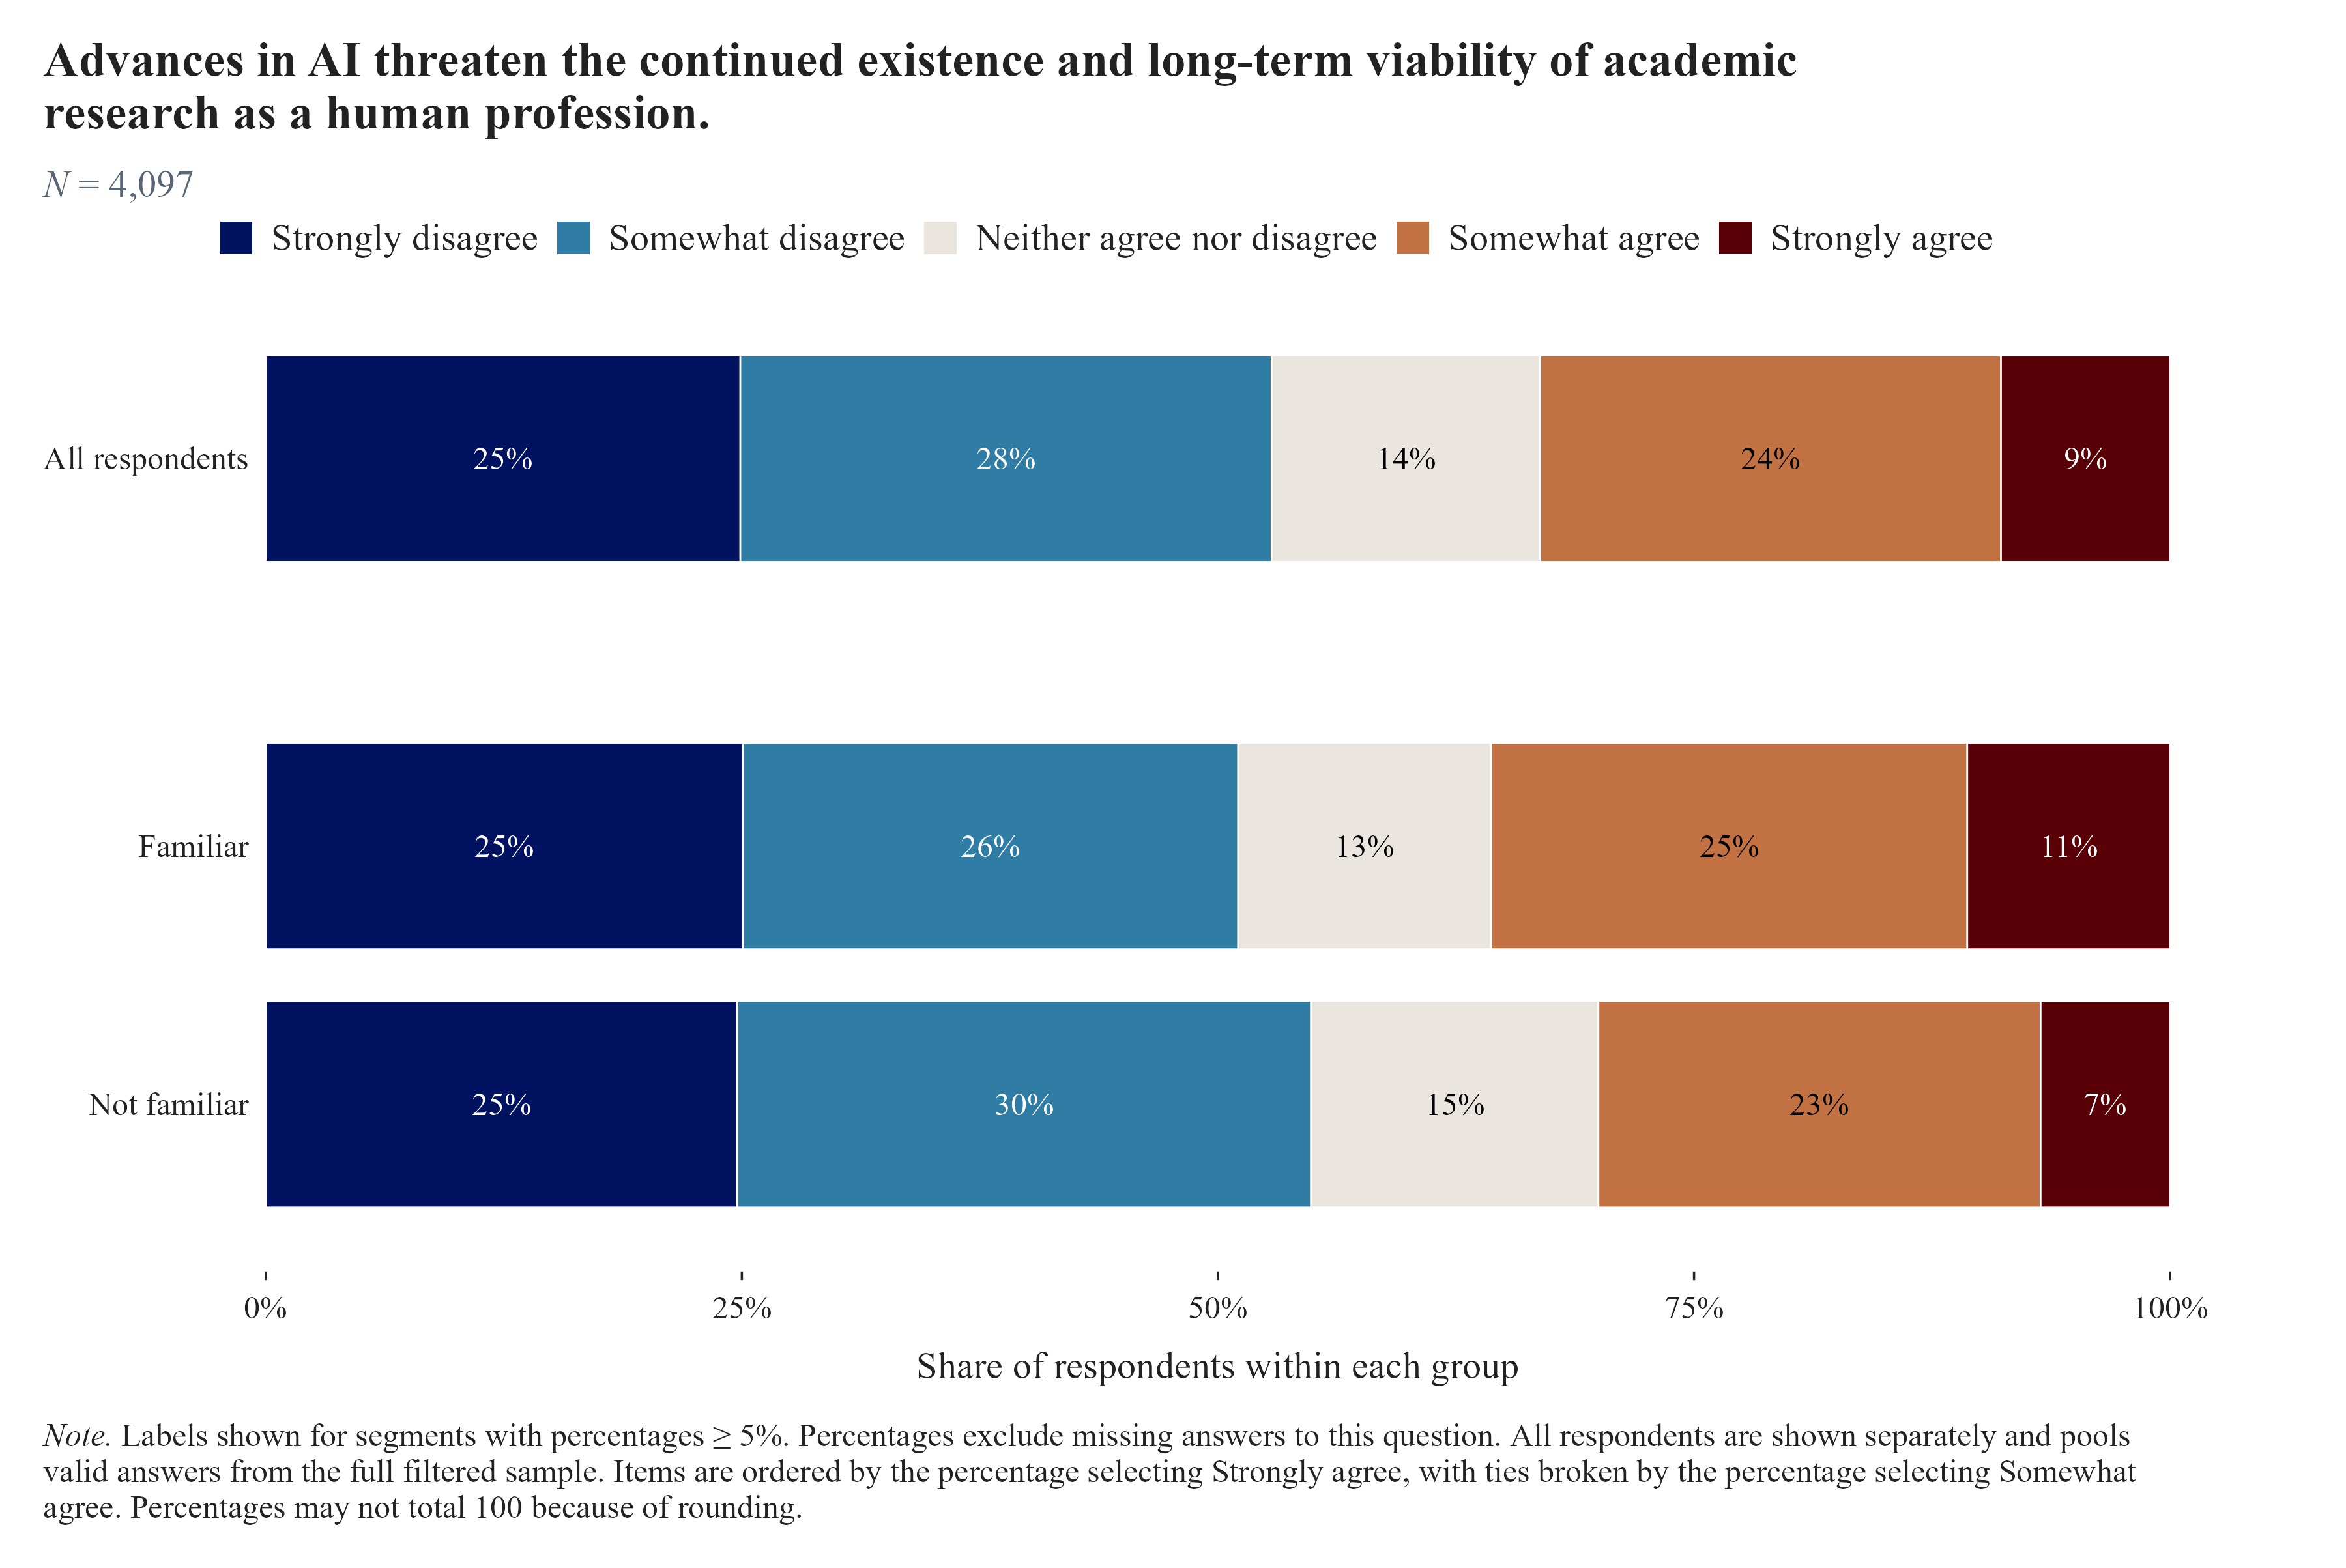 Advances in AI threaten the continued existence and long-term viability of academic
research as a human profession.
N = 4,097
Strongly disagree Somewhat disagree Neither agree nor disagree Somewhat agree Strongly agree
All respondents 25% 28% 14% 24% 9%
Familiar 25% 26% 13% 25% 11%
Not familiar 25% 30% 15% 23% 7%
0% 25% 50% 75% 100%
Share of respondents within each group
Note. Labels shown for segments with percentages ≥ 5%. Percentages exclude missing answers to this question. All respondents are shown separately and pools
valid answers from the full filtered sample. Items are ordered by the percentage selecting Strongly agree, with ties broken by the percentage selecting Somewhat
agree. Percentages may not total 100 because of rounding.